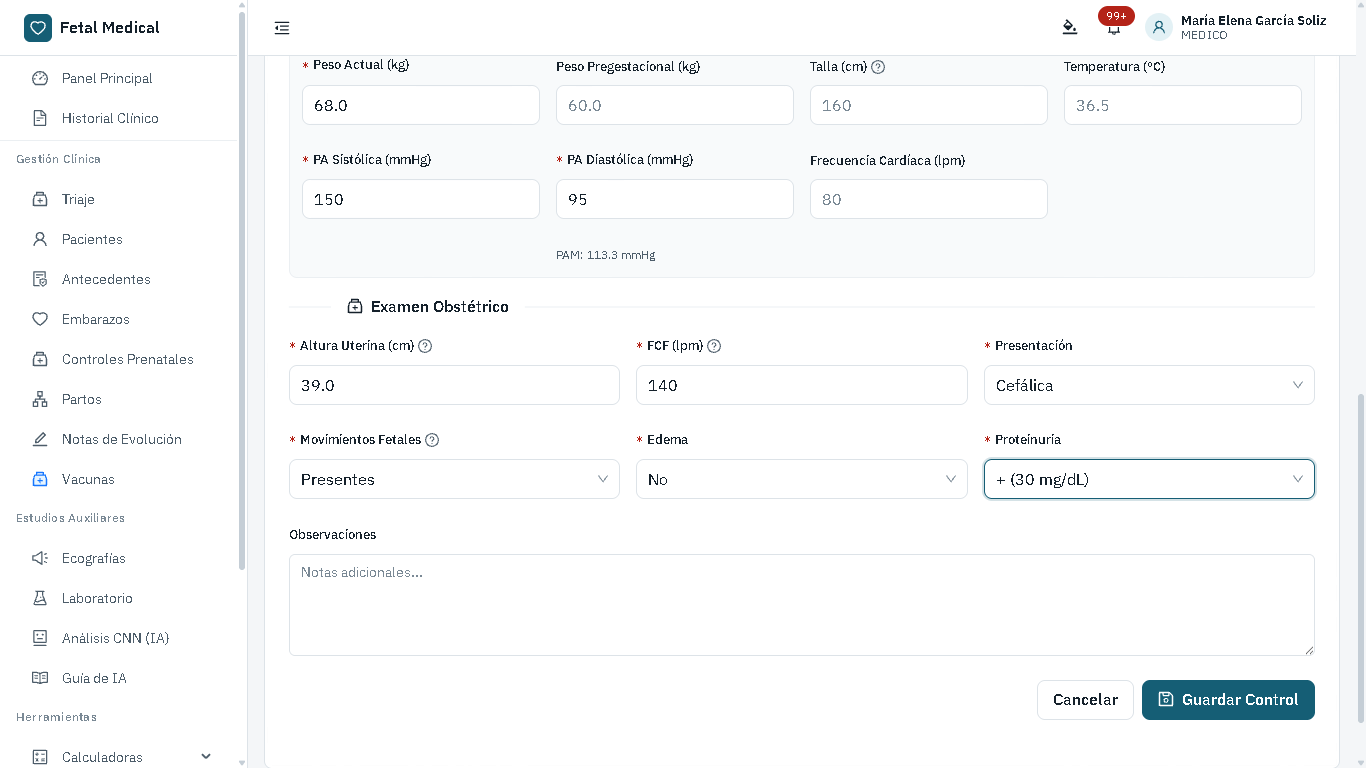 Fetal Medical
99+
María Elena García Soliz
MEDICO
Panel Principal
Historial Clínico
Gestión Clínica
Triaje
Pacientes
Antecedentes
Embarazos
Controles Prenatales
Partos
Notas de Evolución
Vacunas
Estudios Auxiliares
Ecografías
Laboratorio
Análisis CNN (IA)
Guía de IA
Herramientas
Calculadoras
* Peso Actual (kg)
Peso Pregestacional (kg)
Talla (cm)
Temperatura (°C)
68.0
60.0
160
36.5
* PA Sistólica (mmHg)
* PA Diastólica (mmHg)
Frecuencia Cardíaca (lpm)
150
95
80
PAM: 113.3 mmHg
Examen Obstétrico
* Altura Uterina (cm)
* FCF (lpm)
* Presentación
39.0
140
Cefálica
* Movimientos Fetales
* Edema
* Proteinuria
Presentes
No
+ (30 mg/dL)
Observaciones
Notas adicionales...
Cancelar
Guardar Control